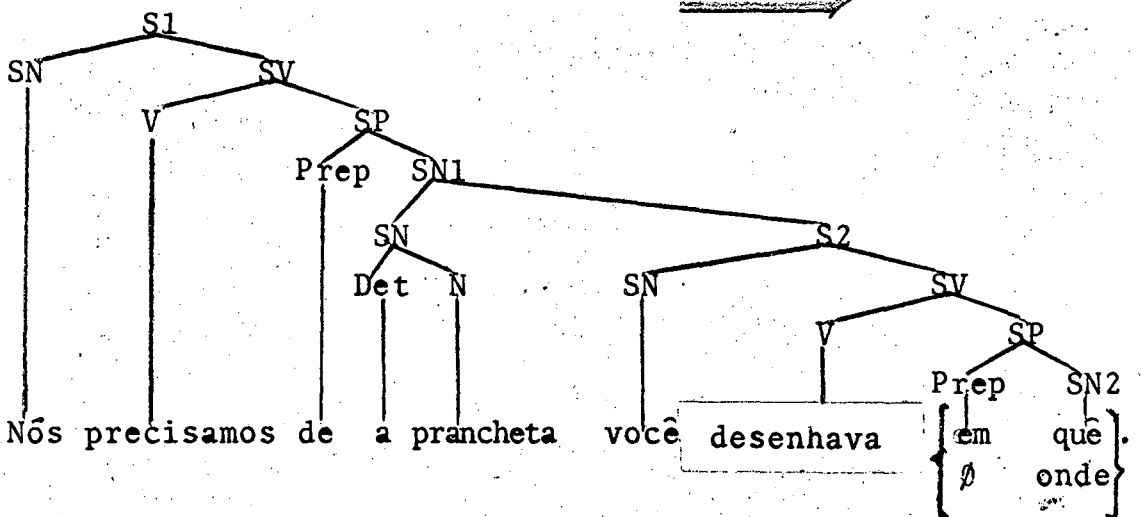 S1
SN SV
V SP
Prep SN1
SN S2
Det N SN SV
V SP
Prep SN2
Nós precisamos de a prancheta você desenhava {em quê}.
ø onde